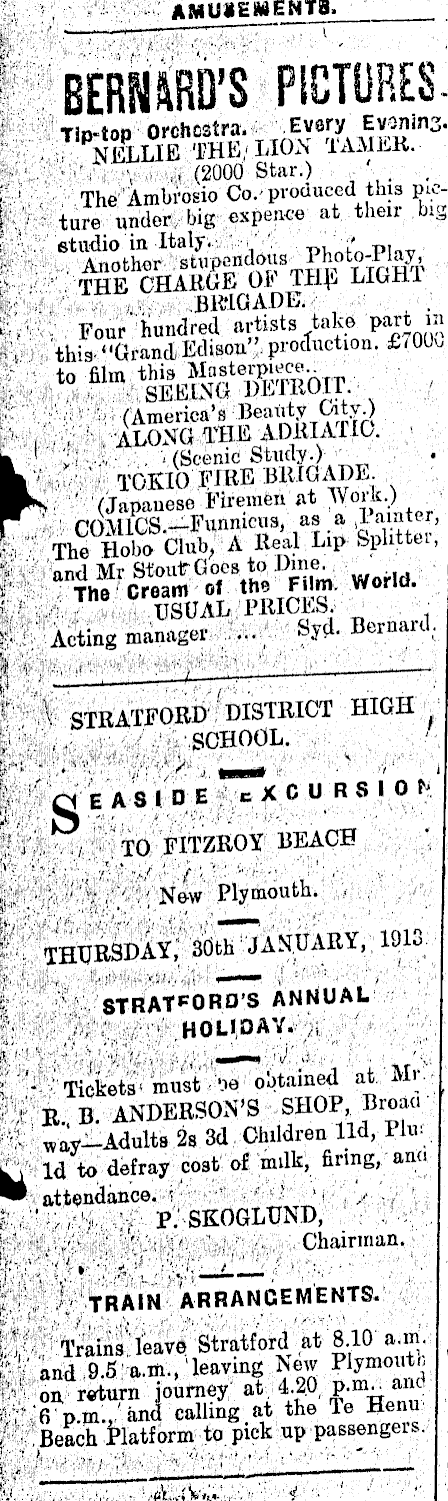 AMUSEMENTS.
BERNARD'S PICTURES.
Tip-top Orchestra. Every Evening.
NELLIE THE LION TAMER.
(2000 Star.)
The Ambrosio Co. produced this pic-
ture under big expence at their big
studio in Italy.
Another stupendous Photo-Play,
THE CHARGE OF THE LIGHT
BRIGADE.
Four hundred artists take part in
this "Grand Edison" production. £7000
to film this Masterpiece.
SEEING DETROIT.
(America's Beauty City.)
ALONG THE ADRIATIC.
(Scenic Study.)
TOKIO FIRE BRIGADE.
(Japanese Firemen at Work.)
COMICS.—Funnicus, as a Painter,
The Hobo Club, A Real Lip Splitter,
and Mr Stout Goes to Dine.
The Cream of the Film World.
USUAL PRICES.
Acting manager ... Syd. Bernard.
STRATFORD DISTRICT HIGH
SCHOOL.
SEASIDE EXCURSION
TO FITZROY BEACH
New Plymouth.
THURSDAY, 30th JANUARY, 1913
STRATFORD'S ANNUAL
HOLIDAY.
Tickets must be obtained at Mr
R. B. ANDERSON'S SHOP, Broad
way—Adults 2s 3d Children 11d, Plus
1d to defray cost of milk, firing, and
attendance.
P. SKOGLUND,
Chairman.
TRAIN ARRANGEMENTS.
Trains leave Stratford at 8.10 a.m.
and 9.5 a.m., leaving New Plymouth
on return journey at 4.20 p.m. and
6 p.m., and calling at the Te Henu
Beach Platform to pick up passengers.